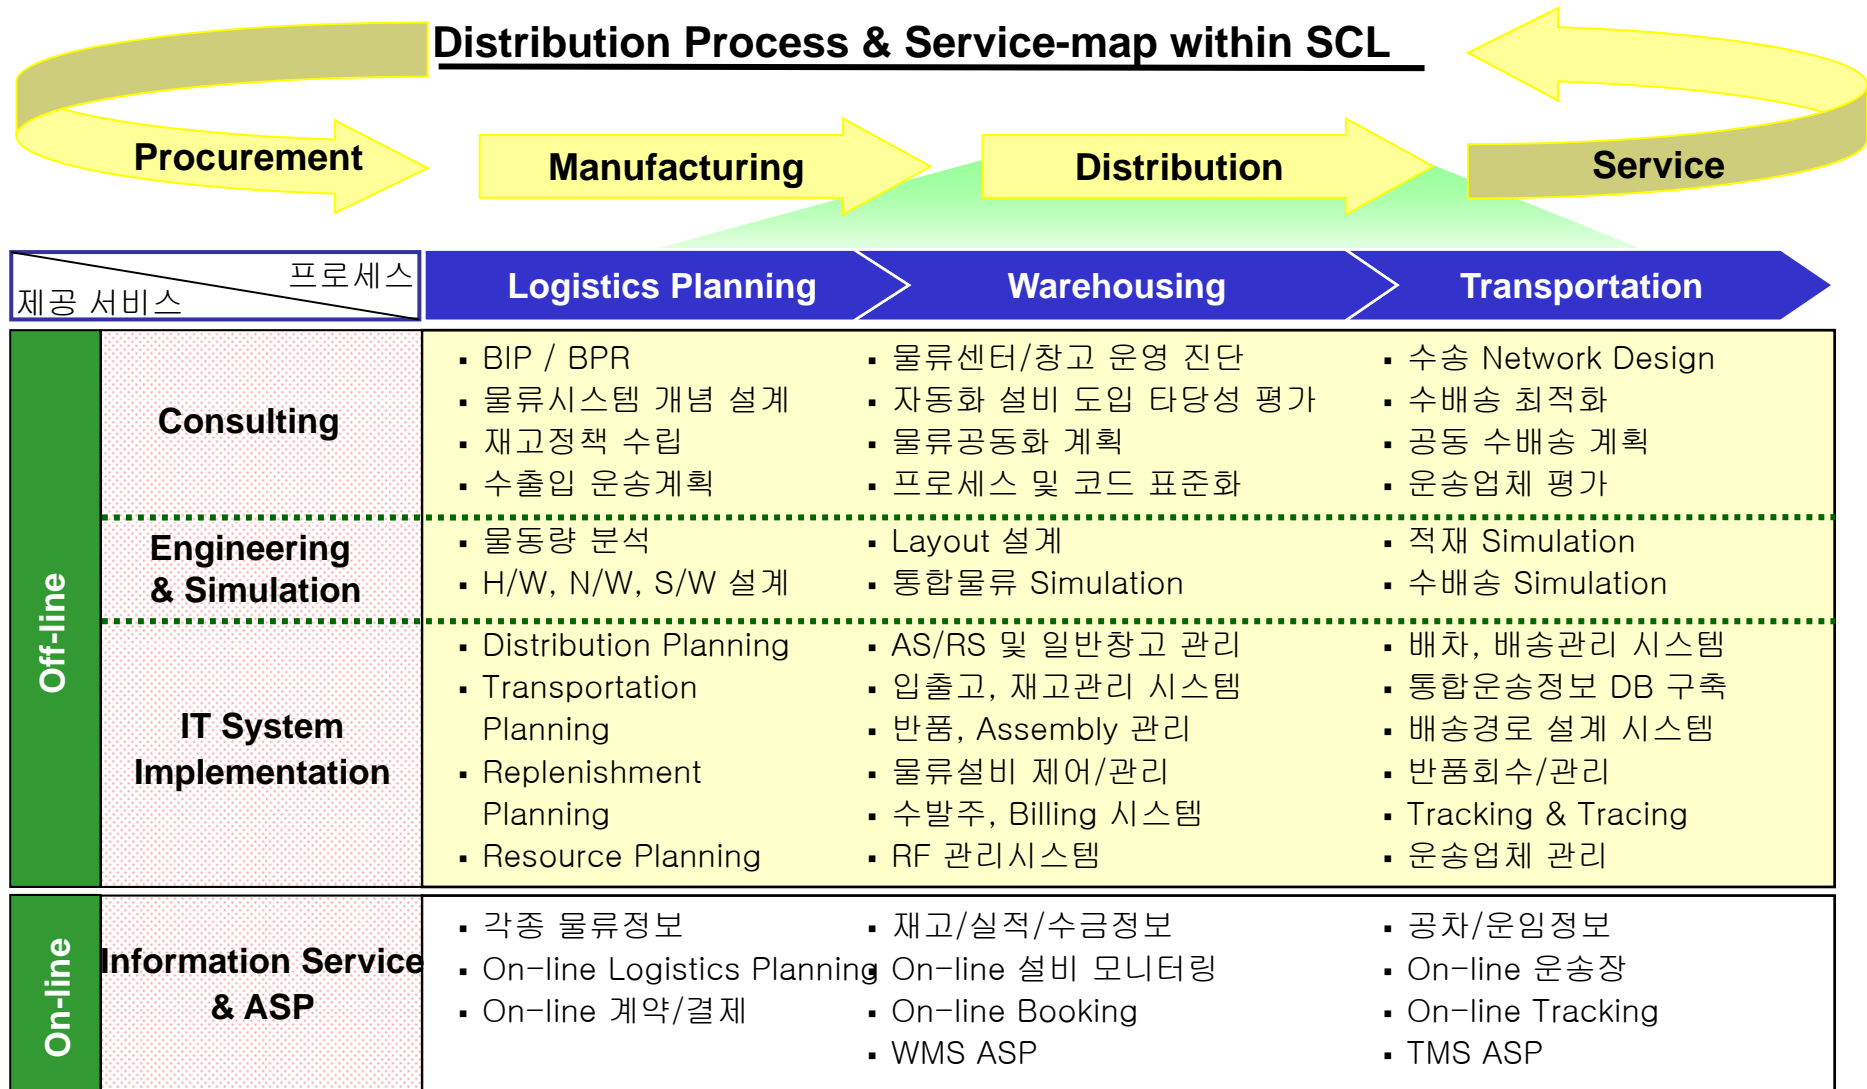 Distribution Process & Service-map within SCL
Procurement
Manufacturing
Distribution
Service
프로세스
제공 서비스
Logistics Planning
Warehousing
Transportation
Off-line
Consulting
▪ BIP / BPR
▪ 물류시스템 개념 설계
▪ 재고정책 수립
▪ 수출입 운송계획
▪ 물류센터/창고 운영 진단
▪ 자동화 설비 도입 타당성 평가
▪ 물류공동화 계획
▪ 프로세스 및 코드 표준화
▪ 수송 Network Design
▪ 수배송 최적화
▪ 공동 수배송 계획
▪ 운송업체 평가
Engineering
& Simulation
▪ 물동량 분석
▪ H/W, N/W, S/W 설계
▪ Layout 설계
▪ 통합물류 Simulation
▪ 적재 Simulation
▪ 수배송 Simulation
IT System
Implementation
▪ Distribution Planning
▪ Transportation
Planning
▪ Replenishment
Planning
▪ Resource Planning
▪ AS/RS 및 일반창고 관리
▪ 입출고, 재고관리 시스템
▪ 반품, Assembly 관리
▪ 물류설비 제어/관리
▪ 수발주, Billing 시스템
▪ RF 관리시스템
▪ 배차, 배송관리 시스템
▪ 통합운송정보 DB 구축
▪ 배송경로 설계 시스템
▪ 반품회수/관리
▪ Tracking & Tracing
▪ 운송업체 관리
On-line
Information Service
& ASP
▪ 각종 물류정보
▪ On-line Logistics Planning
▪ On-line 계약/결제
▪ 재고/실적/수금정보
▪ On-line 설비 모니터링
▪ On-line Booking
▪ WMS ASP
▪ 공차/운임정보
▪ On-line 운송장
▪ On-line Tracking
▪ TMS ASP